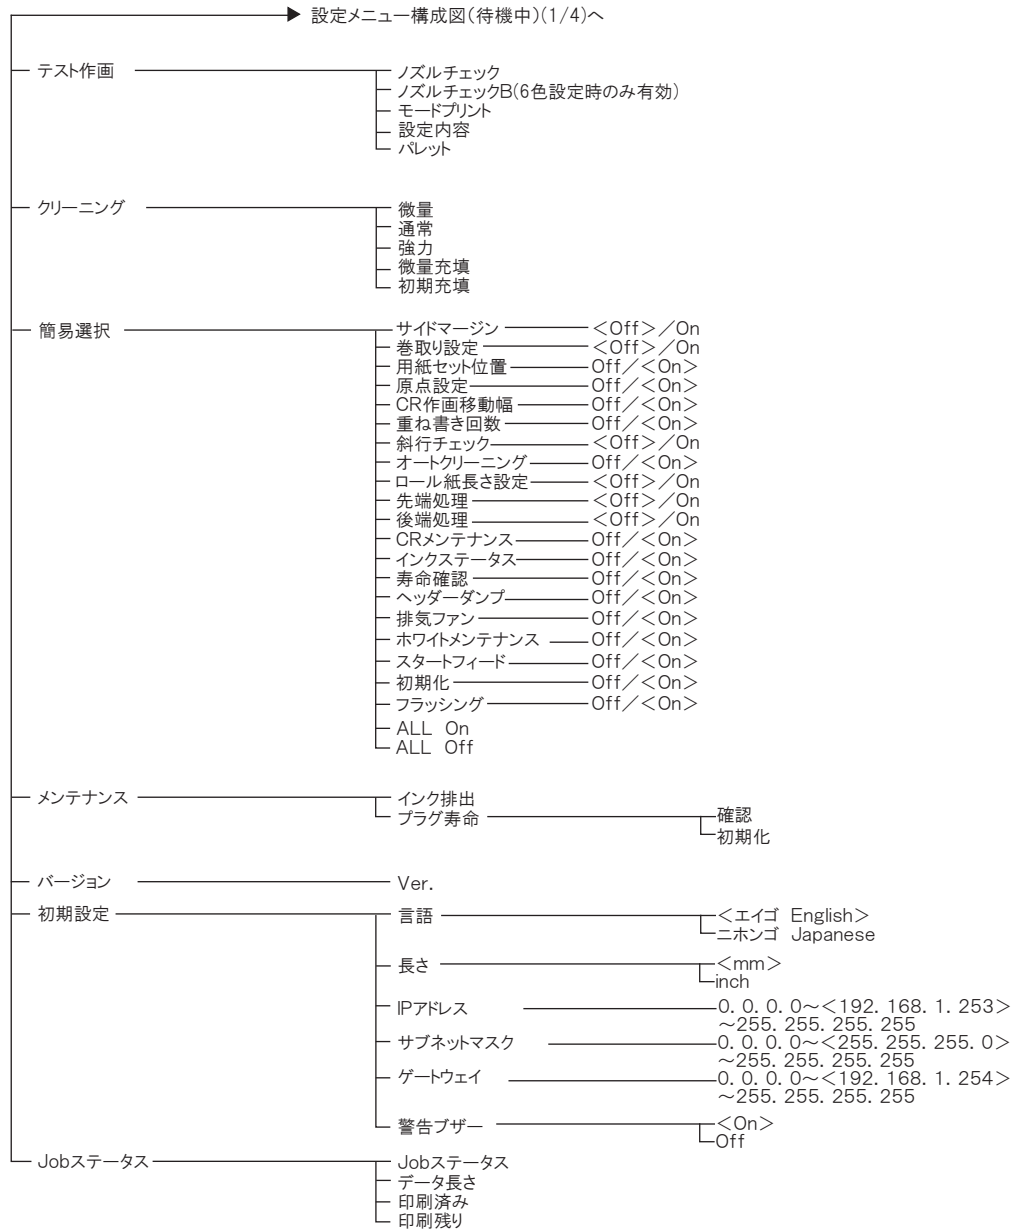 設定メニュー構成図(待機中)(1/4)へ
テスト作画
ノズルチェック
ノズルチェックB(6色設定時のみ有効)
モードプリント
設定内容
パレット
クリーニング
微量
通常
強力
微量充填
初期充填
簡易選択
サイドマージン <Off>/On
巻取り設定 <Off>/On
用紙セット位置 Off/<On>
原点設定 Off/<On>
CR作画移動幅 Off/<On>
重ね書き回数 Off/<On>
斜行チェック <Off>/On
オートクリーニング Off/<On>
ロール紙長さ設定 <Off>/On
先端処理 <Off>/On
後端処理 <Off>/On
CRメンテナンス Off/<On>
インクステータス Off/<On>
寿命確認 Off/<On>
ヘッダーダンプ Off/<On>
排気ファン Off/<On>
ホワイトメンテナンス Off/<On>
スタートフィード Off/<On>
初期化 Off/<On>
フラッシング Off/<On>
ALL On
ALL Off
メンテナンス
インク排出
プラグ寿命
確認
初期化
バージョン
Ver.
初期設定
言語
<エイゴ English>
ニホンゴ Japanese
長さ
<mm>
inch
IPアドレス
0. 0. 0. 0~<192. 168. 1. 253>
~255. 255. 255. 255
サブネットマスク
0. 0. 0. 0~<255. 255. 255. 0>
~255. 255. 255. 255
ゲートウェイ
0. 0. 0. 0~<192. 168. 1. 254>
~255. 255. 255. 255
警告ブザー
<On>
Off
Jobステータス
Jobステータス
データ長さ
印刷済み
印刷残り